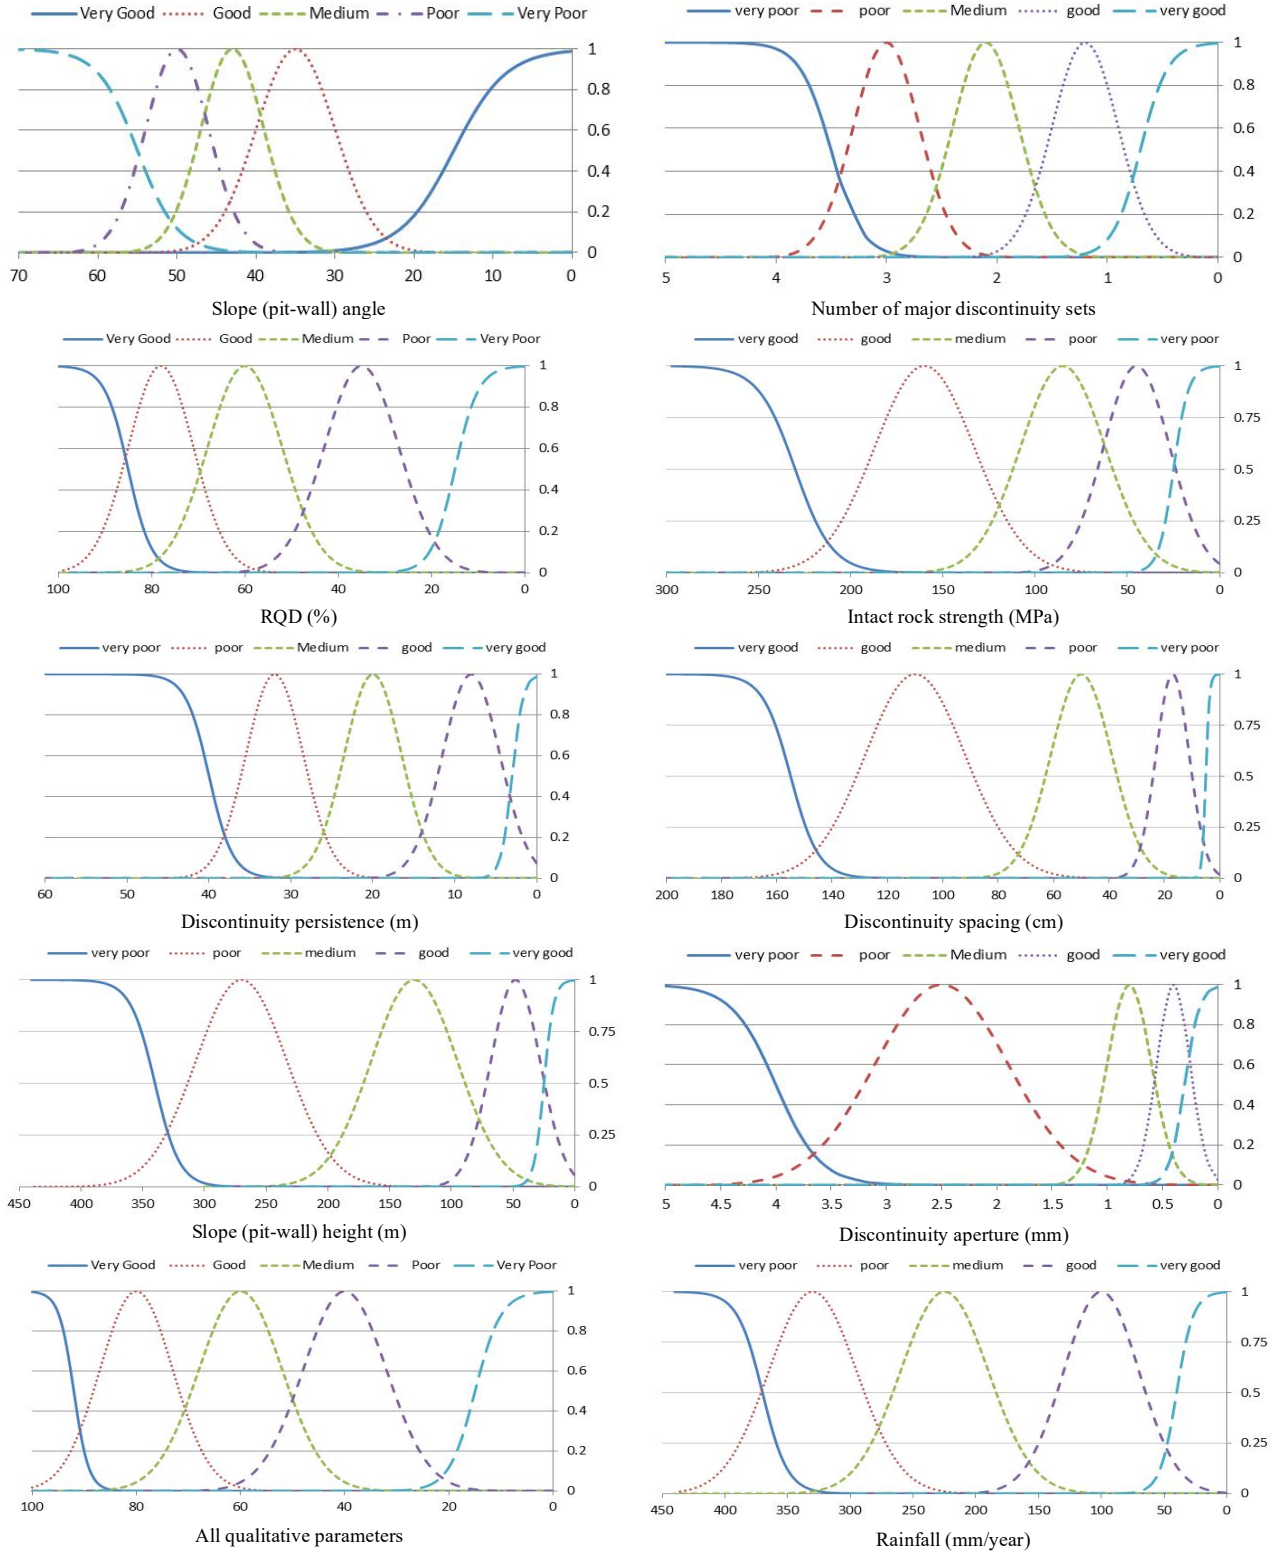 Very Good Good Medium Poor Very Poor
1
0.8
0.6
0.4
0.2
0
70 60 50 40 30 20 10 0
Slope (pit-wall) angle
very poor poor Medium good very good
1
0.8
0.6
0.4
0.2
0
5 4 3 2 1 0
Number of major discontinuity sets
Very Good Good Medium Poor Very Poor
1
0.8
0.6
0.4
0.2
0
100 80 60 40 20 0
RQD (%)
very good good medium poor very poor
1
0.75
0.5
0.25
0
300 250 200 150 100 50 0
Intact rock strength (MPa)
very poor poor Medium good very good
1
0.8
0.6
0.4
0.2
0
60 50 40 30 20 10 0
Discontinuity persistence (m)
very good good medium poor very poor
1
0.75
0.5
0.25
0
200 180 160 140 120 100 80 60 40 20 0
Discontinuity spacing (cm)
very poor poor medium good very good
1
0.75
0.5
0.25
0
450 400 350 300 250 200 150 100 50 0
Slope (pit-wall) height (m)
very poor poor Medium good very good
1
0.8
0.6
0.4
0.2
0
5 4.5 4 3.5 3 2.5 2 1.5 1 0.5 0
Discontinuity aperture (mm)
Very Good Good Medium Poor Very Poor
1
0.8
0.6
0.4
0.2
0
100 80 60 40 20 0
All qualitative parameters
very poor poor medium good very good
1
0.75
0.5
0.25
0
450 400 350 300 250 200 150 100 50 0
Rainfall (mm/year)